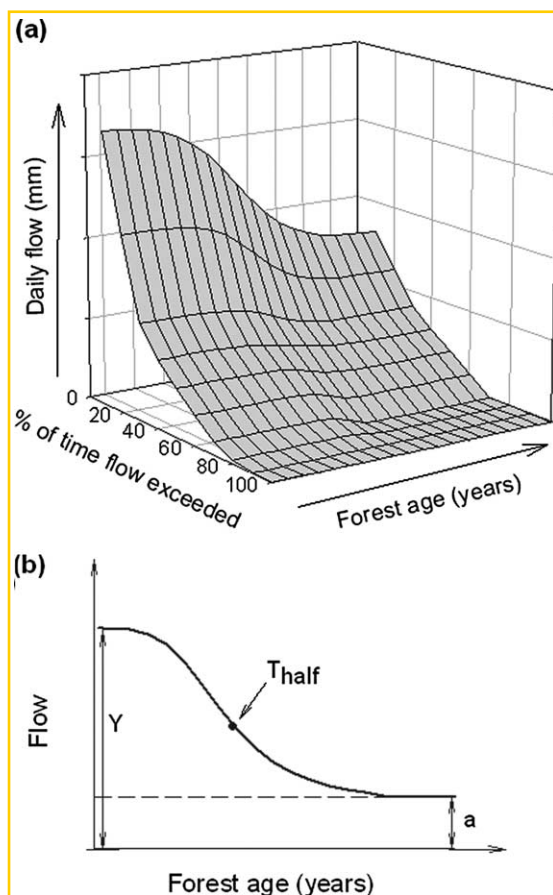 (a)
Daily flow (mm)
0
20
40
60
80
100
% of time flow exceeded
Forest age (years)
(b)
T half
Y
Flow
a
Forest age (years)